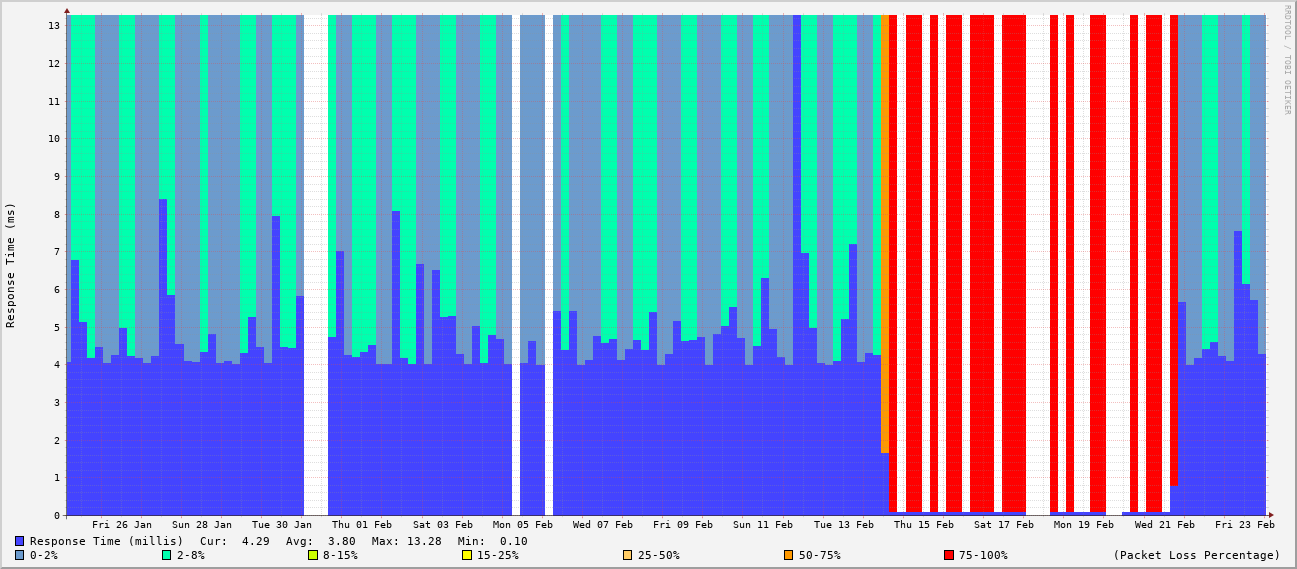 RRDTOOL / TOBI OETIKER
Response Time (ms)
13
12
11
10
9
8
7
6
5
4
3
2
1
0
Fri 26 Jan Sun 28 Jan Tue 30 Jan Thu 01 Feb Sat 03 Feb Mon 05 Feb Wed 07 Feb Fri 09 Feb Sun 11 Feb Tue 13 Feb Thu 15 Feb Sat 17 Feb Mon 19 Feb Wed 21 Feb Fri 23 Feb
Response Time (millis) Cur: 4.29 Avg: 3.80 Max: 13.28 Min: 0.10
0-2% 2-8% 8-15% 15-25% 25-50% 50-75% 75-100% (Packet Loss Percentage)